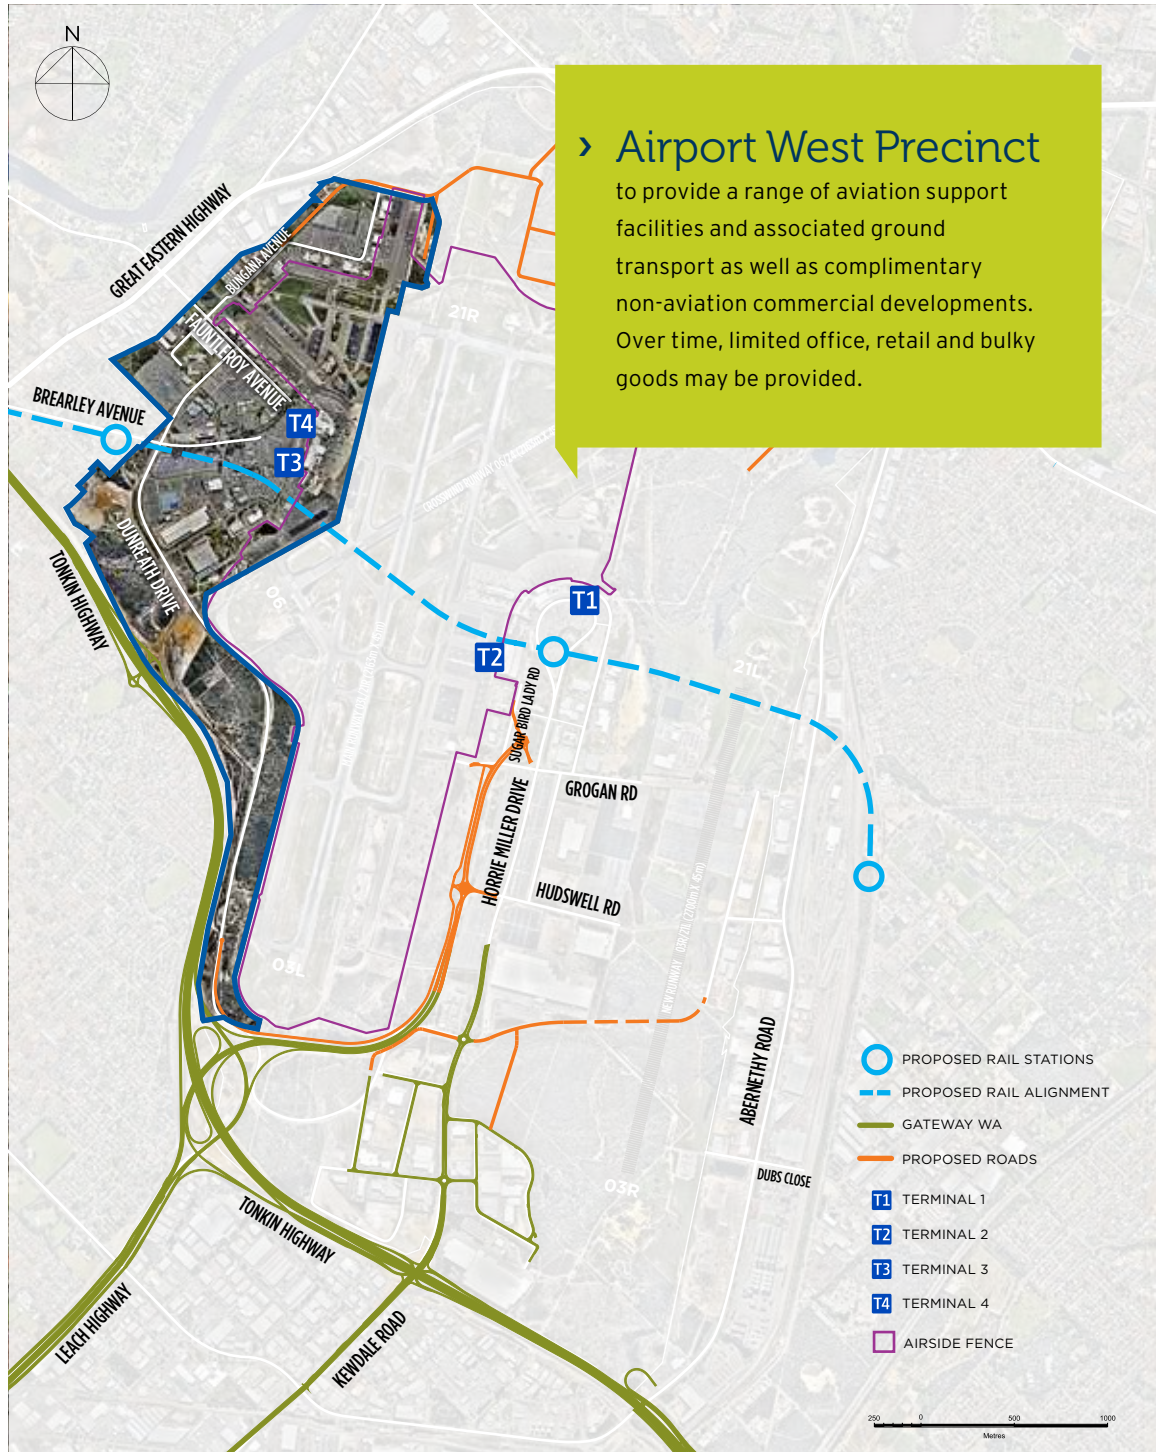 N
› Airport West Precinct
to provide a range of aviation support
facilities and associated ground
transport as well as complimentary
non-aviation commercial developments.
Over time, limited office, retail and bulky
goods may be provided.
GREAT EASTERN HIGHWAY
BUNGANA AVENUE
21R
FAUNTLEROY AVENUE
BREARLEY AVENUE
T4
T3
DUNREATH DRIVE
TONKIN HIGHWAY
06
T1
T2
21L
SUGAR BIRD LADY RD
GROGAN RD
HORRIE MILLER DRIVE
HUDSWELL RD
03L
ABERNETHY ROAD
DUBS CLOSE
03R
TONKIN HIGHWAY
LEACH HIGHWAY
KEWDALE ROAD
PROPOSED RAIL STATIONS
PROPOSED RAIL ALIGNMENT
GATEWAY WA
PROPOSED ROADS
T1 TERMINAL 1
T2 TERMINAL 2
T3 TERMINAL 3
T4 TERMINAL 4
AIRSIDE FENCE
250 0 500 1000
Metres